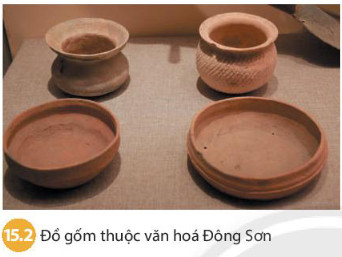 15.2 Đồ gốm thuộc văn hoá Đông Sơn